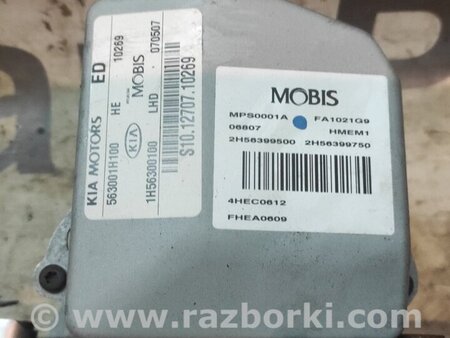 KIA MOTORS ED
563001H100 HE 10269
KIA MOBIS
1H56300100 LHD 070507
S10.12707.10269
MOBIS
MPS0001A FA1021G9
06807 HMEM1
2H56399500 2H56399750
4HEC0612
FHEA0609
www.razborki.com